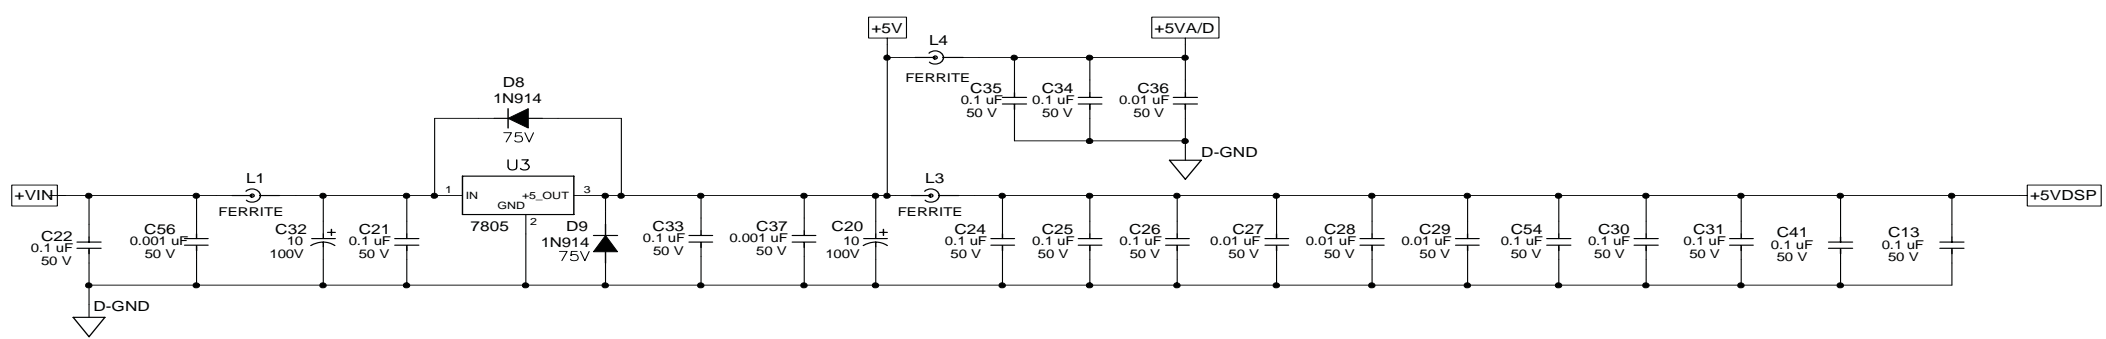 +5V
+5VA/D
L4
FERRITE
C35
0.1 uF
50 V
C34
0.1 uF
50 V
C36
0.01 uF
50 V
D-GND
D8
1N914
75V
U3
+VIN
L1
FERRITE
1
IN
+5_OUT
GND
3
2
7805
L3
FERRITE
+5VDSP
C22
0.1 uF
50 V
C56
0.001 uF
50 V
C32
10
100V
+
C21
0.1 uF
50 V
D9
1N914
75V
C33
0.1 uF
50 V
C37
0.001 uF
50 V
C20
10
100V
+
C24
0.1 uF
50 V
C25
0.1 uF
50 V
C26
0.1 uF
50 V
C27
0.01 uF
50 V
C28
0.01 uF
50 V
C29
0.01 uF
50 V
C54
0.1 uF
50 V
C30
0.1 uF
50 V
C31
0.1 uF
50 V
C41
0.1 uF
50 V
C13
0.1 uF
50 V
D-GND